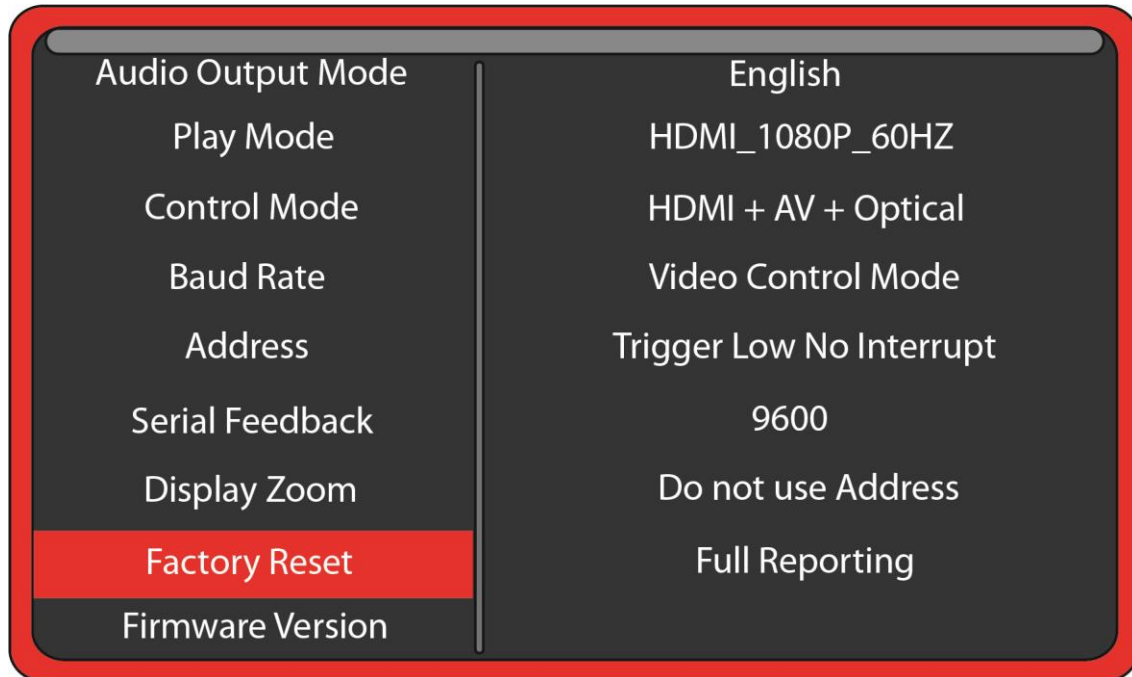 Audio Output Mode English
Play Mode HDMI_1080P_60HZ
Control Mode HDMI + AV + Optical
Baud Rate Video Control Mode
Address Trigger Low No Interrupt
Serial Feedback 9600
Display Zoom Do not use Address
Factory Reset Full Reporting
Firmware Version